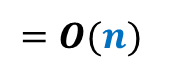 = O(n)